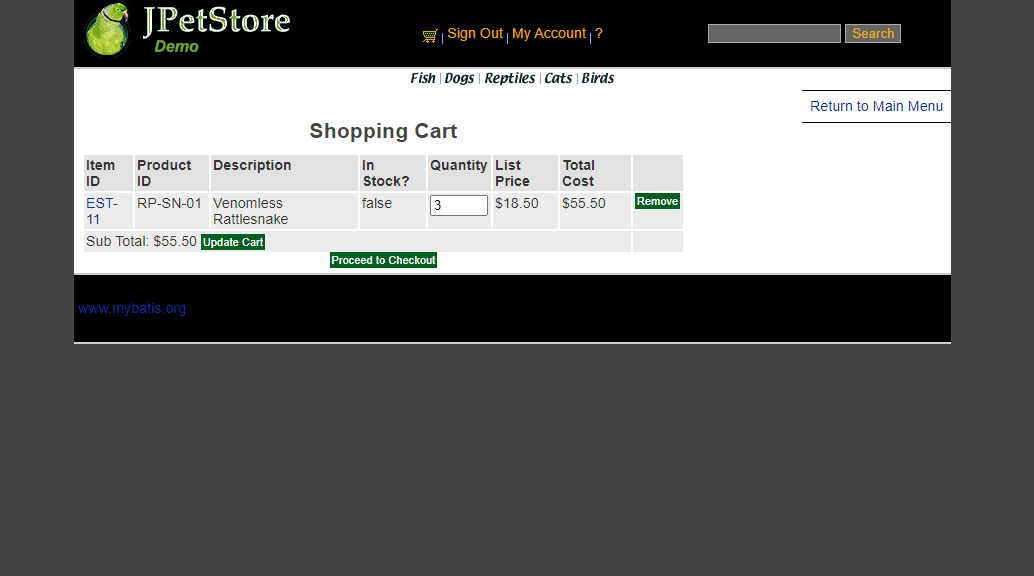 JPetStore
Demo
Sign Out | My Account | ?
Search
Fish | Dogs | Reptiles | Cats | Birds
Return to Main Menu
Shopping Cart
Item ID Product ID Description In Stock? Quantity List Price Total Cost
EST-11 RP-SN-01 Venomless Rattlesnake false 3 $18.50 $55.50 Remove
Sub Total: $55.50 Update Cart
Proceed to Checkout
www.mybatis.org